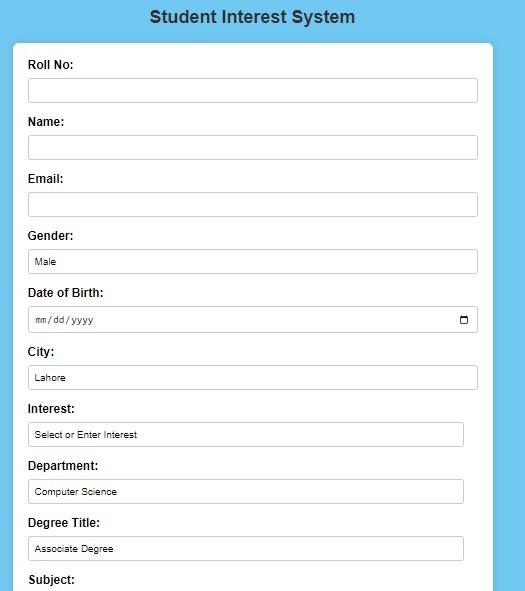 Student Interest System
Roll No:
Name:
Email:
Gender:
Male
Date of Birth:
mm/dd/yyyy
City:
Lahore
Interest:
Select or Enter Interest
Department:
Computer Science
Degree Title:
Associate Degree
Subject: